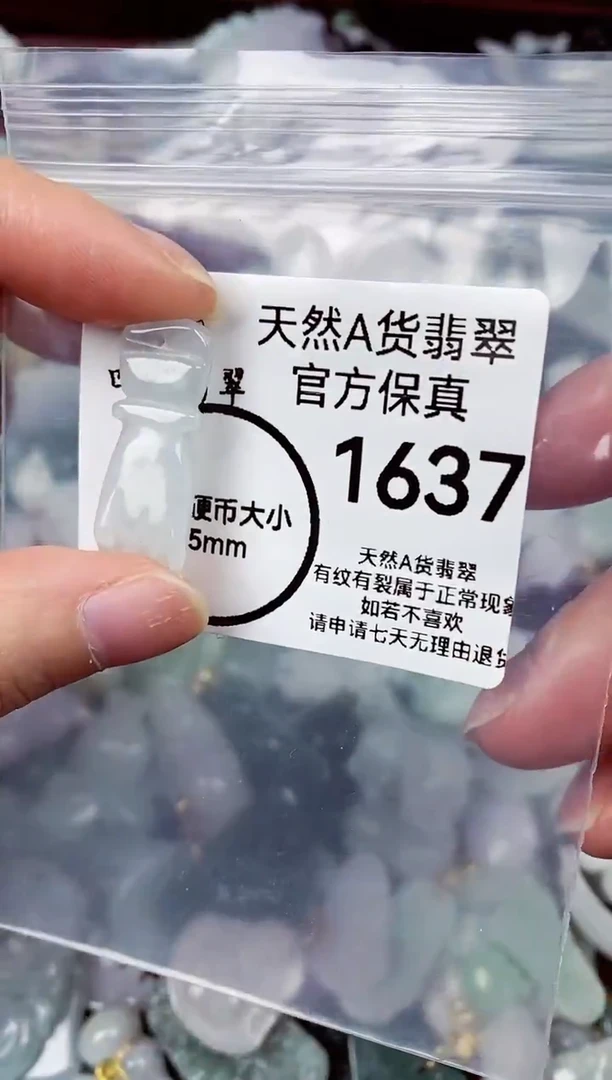 天然A货翡翠
官方保真
翠
1637
硬币大小
5mm
天然A货翡翠
有纹有裂属于正常现象
如若不喜欢
请申请七天无理由退货